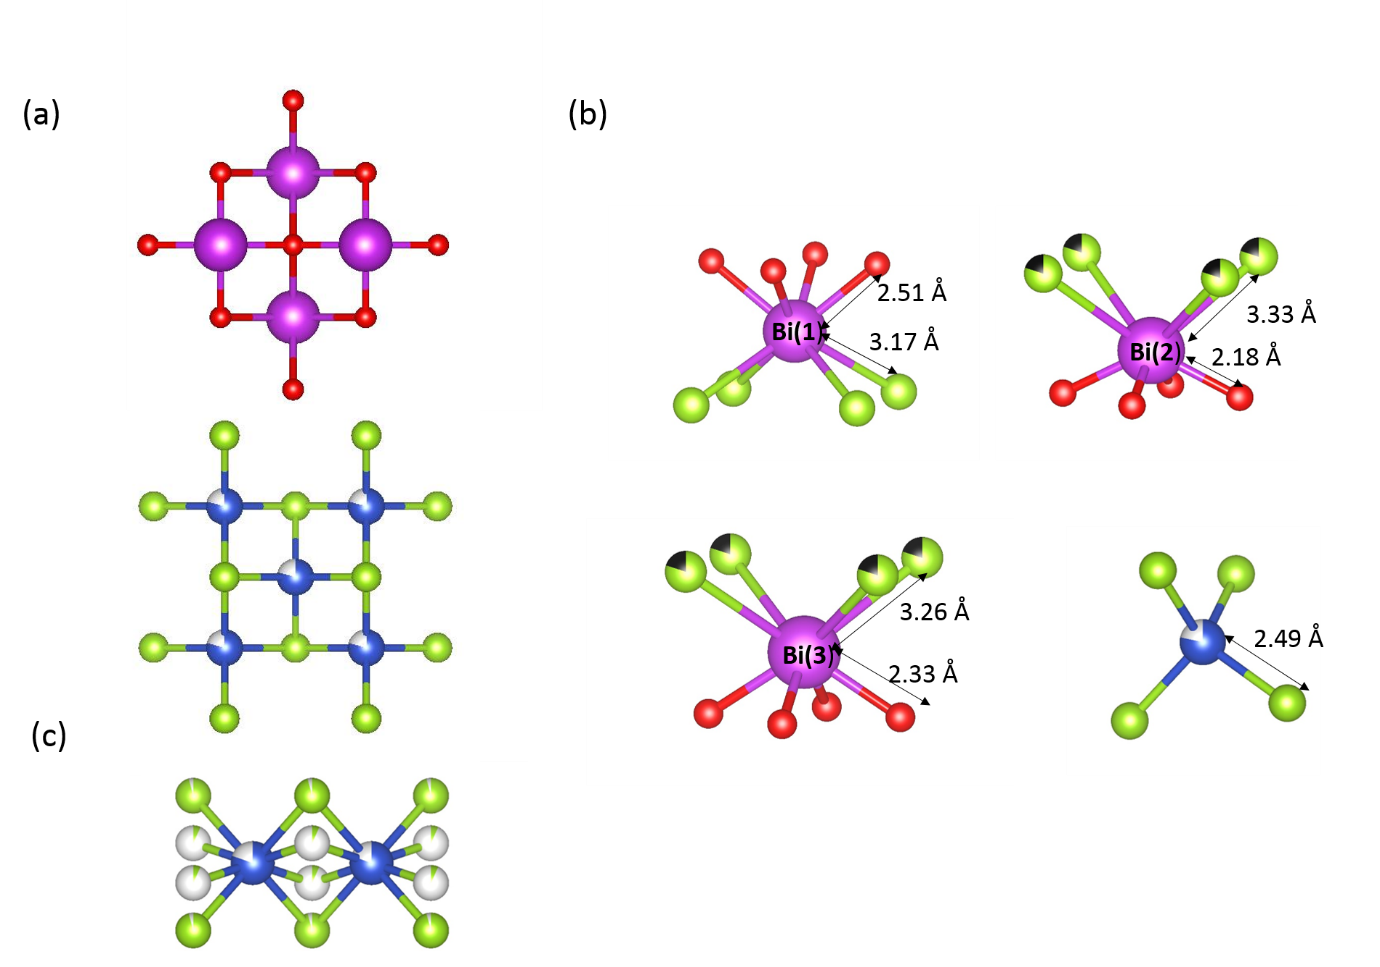 (a)
(b)
2.51 Å
Bi(1)
3.17 Å
3.33 Å
Bi(2)
2.18 Å
(c)
3.26 Å
Bi(3)
2.33 Å
2.49 Å